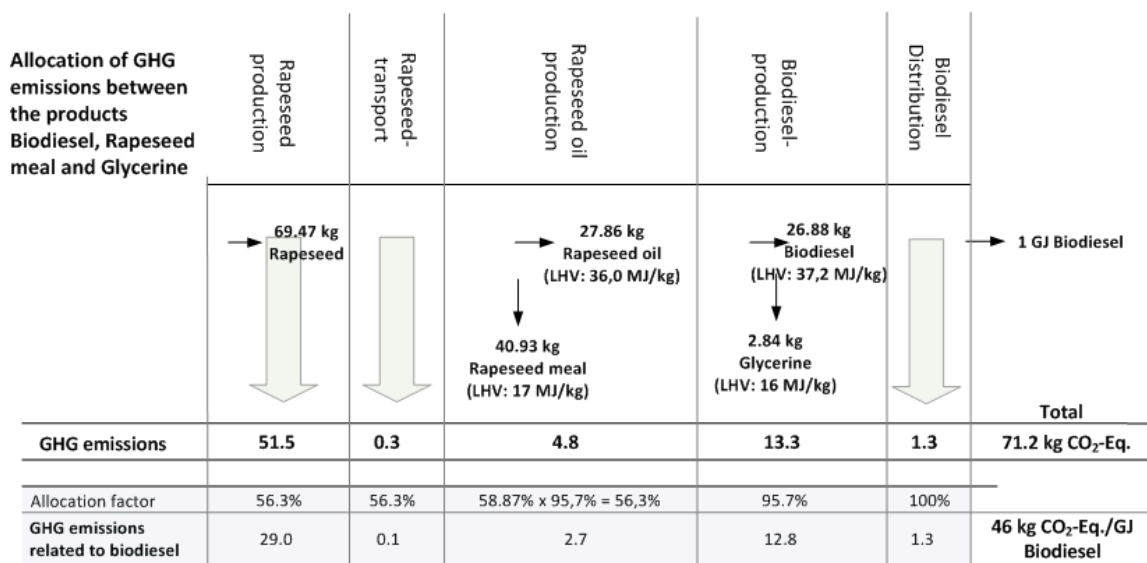 Allocation of GHG
emissions between
the products
Biodiesel, Rapeseed
meal and Glycerine
Rapeseed
production
Rapeseed-
transport
Rapeseed oil
production
Biodiesel-
production
Biodiesel
Distribution
69.47 kg
Rapeseed
27.86 kg
Rapeseed oil
(LHV: 36,0 MJ/kg)
40.93 kg
Rapeseed meal
(LHV: 17 MJ/kg)
26.88 kg
Biodiesel
(LHV: 37,2 MJ/kg)
2.84 kg
Glycerine
(LHV: 16 MJ/kg)
1 GJ Biodiesel
Total
GHG emissions 51.5 0.3 4.8 13.3 1.3 71.2 kg CO₂-Eq.
Allocation factor 56.3% 56.3% 58.87% x 95,7% = 56,3% 95.7% 100%
GHG emissions
related to biodiesel 29.0 0.1 2.7 12.8 1.3
46 kg CO₂-Eq./GJ
Biodiesel